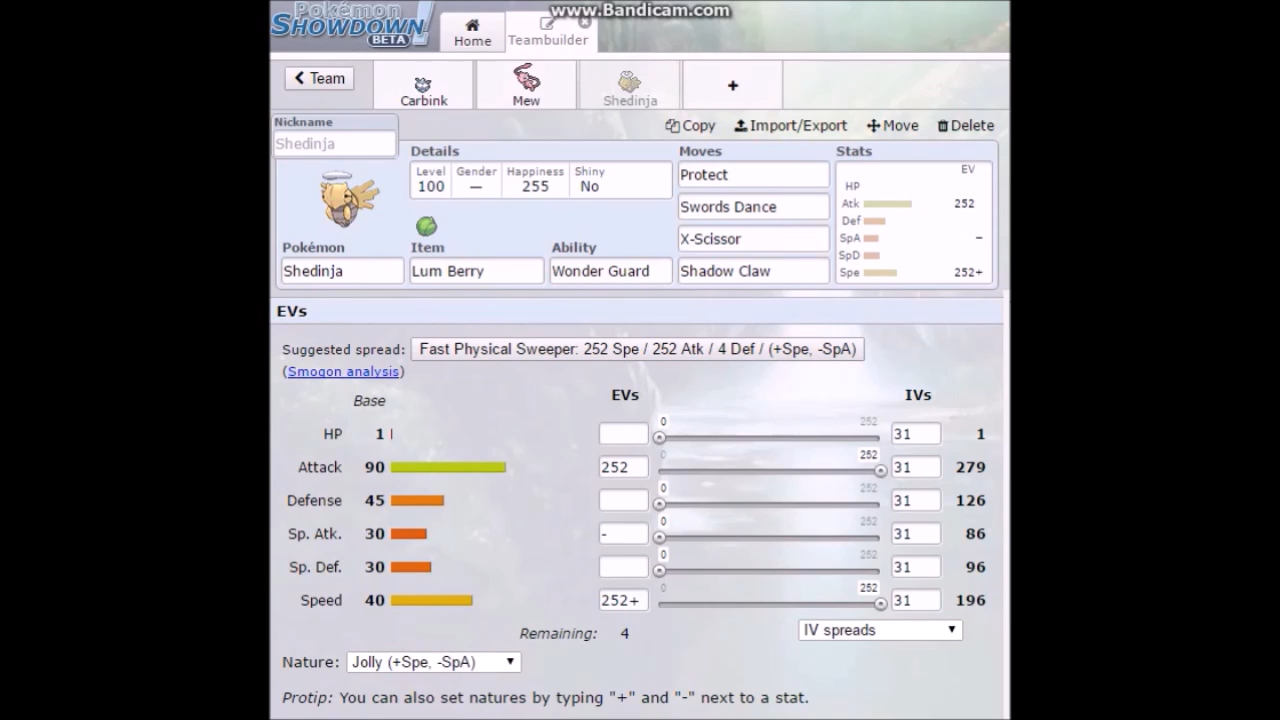 www.Bandicam.com
Pokémon
SHOWDOWN!
BETA
Home
Teambuilder
Team
Carbink
Mew
Shedinja
+
Copy
Import/Export
Move
Delete
Nickname
Shedinja
Details
Level Gender Happiness Shiny
100 — 255 No
Pokémon
Shedinja
Item
Lum Berry
Ability
Wonder Guard
Moves
Protect
Swords Dance
X-Scissor
Shadow Claw
Stats
EV
HP
Atk 252
Def
SpA –
SpD
Spe 252+
EVs
Suggested spread: Fast Physical Sweeper: 252 Spe / 252 Atk / 4 Def / (+Spe, -SpA)
(Smogon analysis)
Base EVs IVs
HP 1 0 252 31 1
Attack 90 252 0 252 31 279
Defense 45 0 252 31 126
Sp. Atk. 30 - 0 252 31 86
Sp. Def. 30 0 252 31 96
Speed 40 252+ 0 252 31 196
Remaining: 4
IV spreads
Nature: Jolly (+Spe, -SpA)
Protip: You can also set natures by typing "+" and "-" next to a stat.